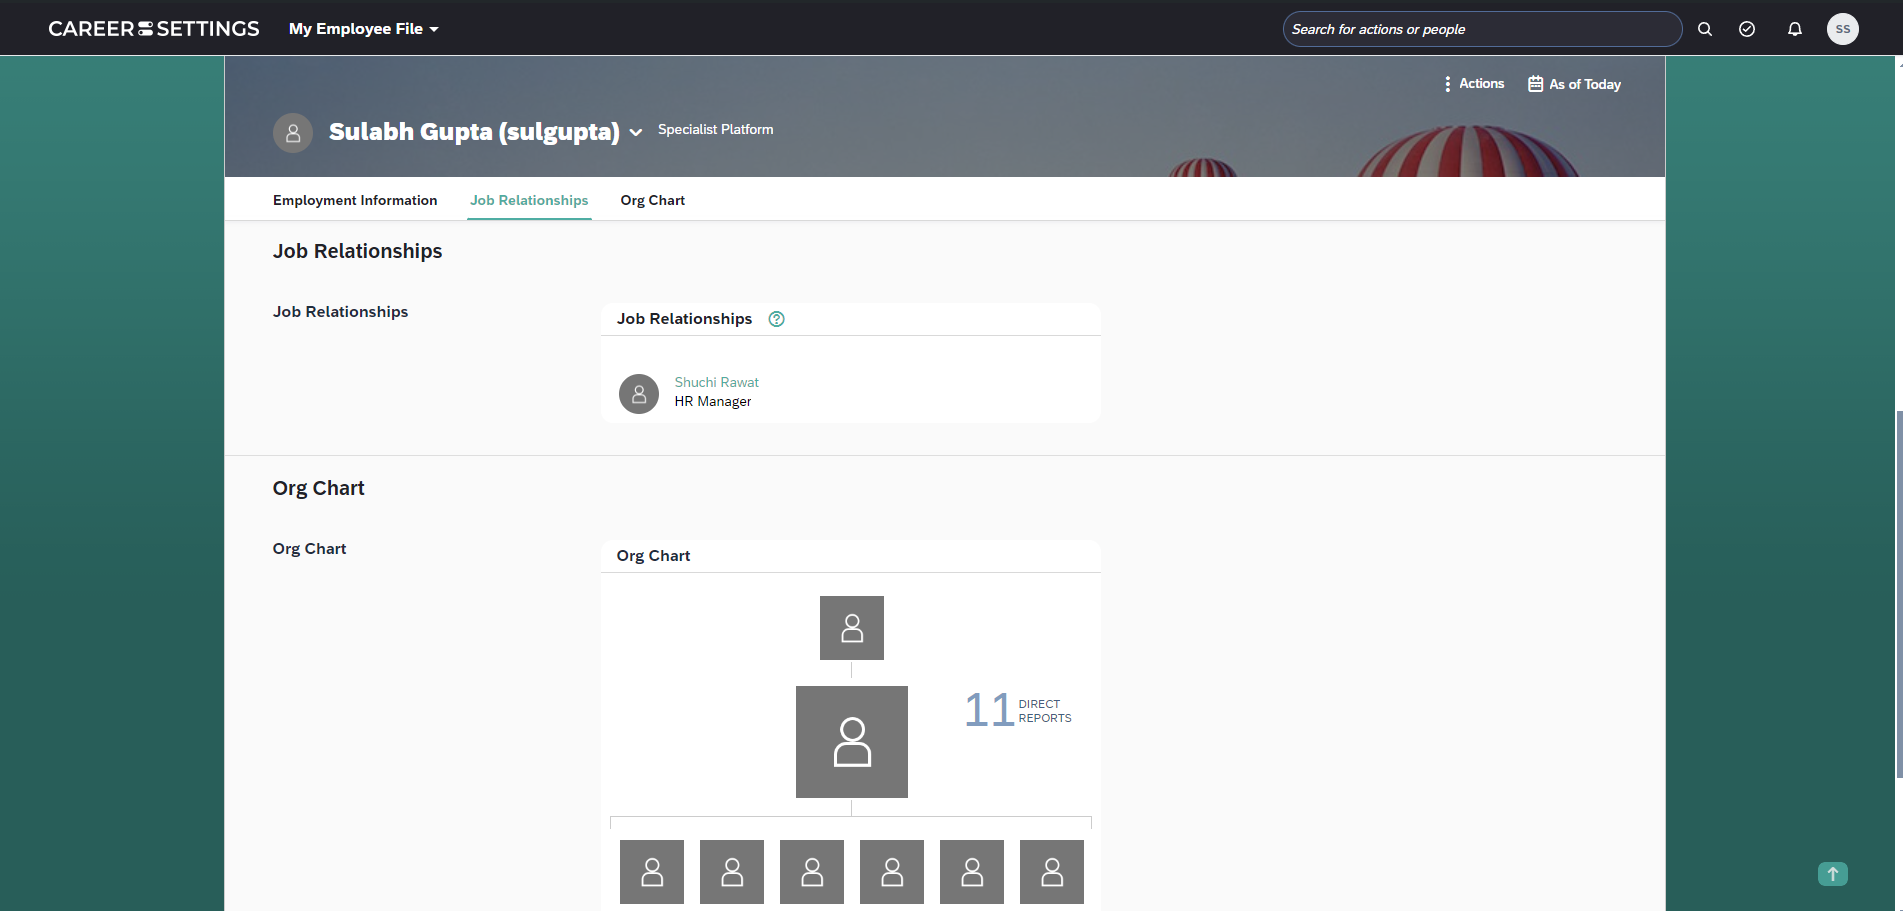 CAREER SETTINGS
My Employee File
Search for actions or people
SS
Actions
As of Today
Sulabh Gupta (sulgupta)
Specialist Platform
Employment Information
Job Relationships
Org Chart
Job Relationships
Job Relationships
Job Relationships
?
Shuchi Rawat
HR Manager
Org Chart
Org Chart
Org Chart
11 DIRECT
REPORTS